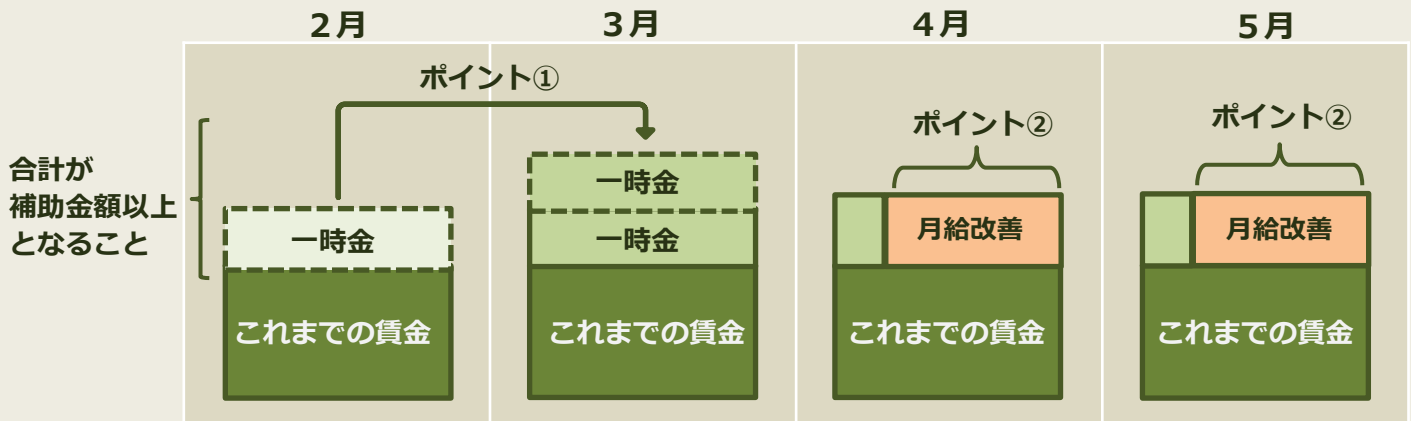 2月
3月
4月
5月
ポイント①
ポイント②
ポイント②
合計が
補助金額以上
となること
一時金
一時金
一時金
月給改善
月給改善
これまでの賃金
これまでの賃金
これまでの賃金
これまでの賃金